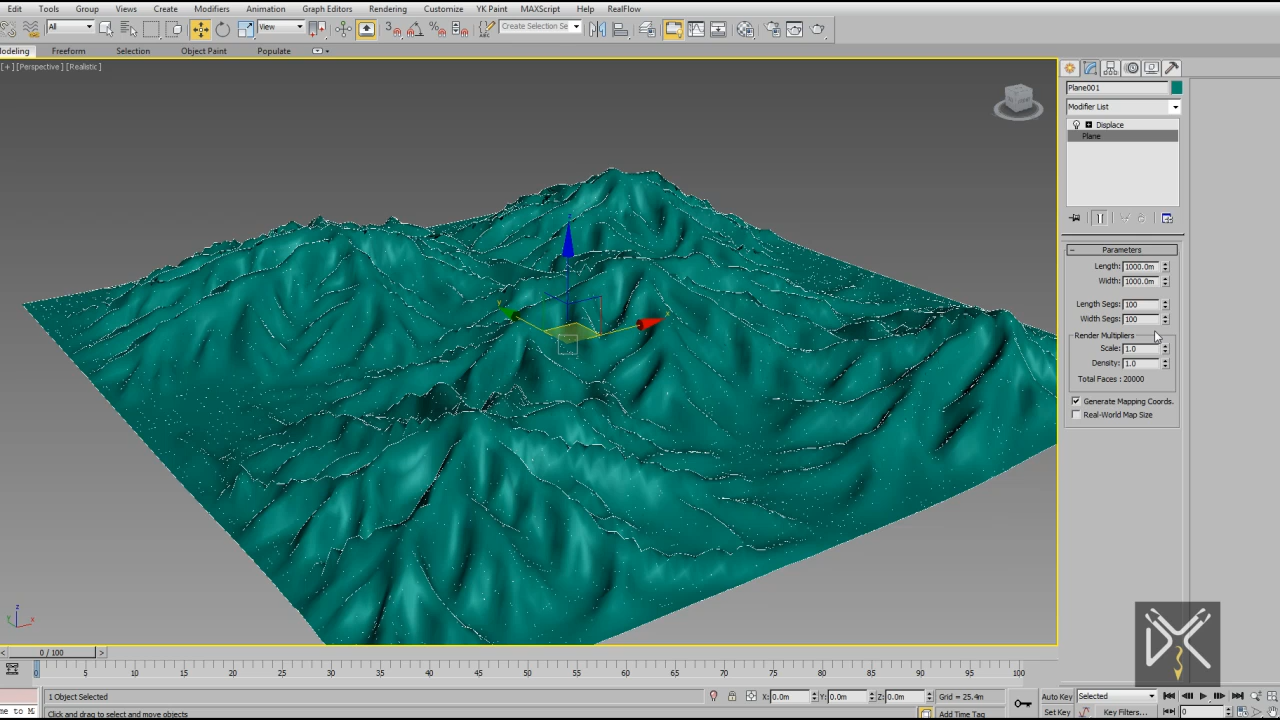 Edit Tools Group Views Create Modifiers Animation Graph Editors Rendering Customize YK Paint MAXScript Help RealFlow
All View 3 Create Selection Se
odeling Freeform Selection Object Paint Populate
[+] [Perspective] [Realistic]
Plane001
Modifier List
Displace
Plane
Parameters
Length: 1000.0m
Width: 1000.0m
Length Segs: 100
Width Segs: 100
Render Multipliers
Scale: 1.0
Density: 1.0
Total Faces : 20000
Generate Mapping Coords.
Real-World Map Size
z
y x
z
y x
DK
< 0 / 100 >
0 5 10 15 20 25 30 35 40 45 50 55 60 65 70 75 80 85 90 95 100
1 Object Selected X: 0.0m Y: 0.0m Z: 0.0m Grid = 25.4m Auto Key Selected
me to M Click and drag to select and move objects Add Time Tag Set Key Key Filters... 0